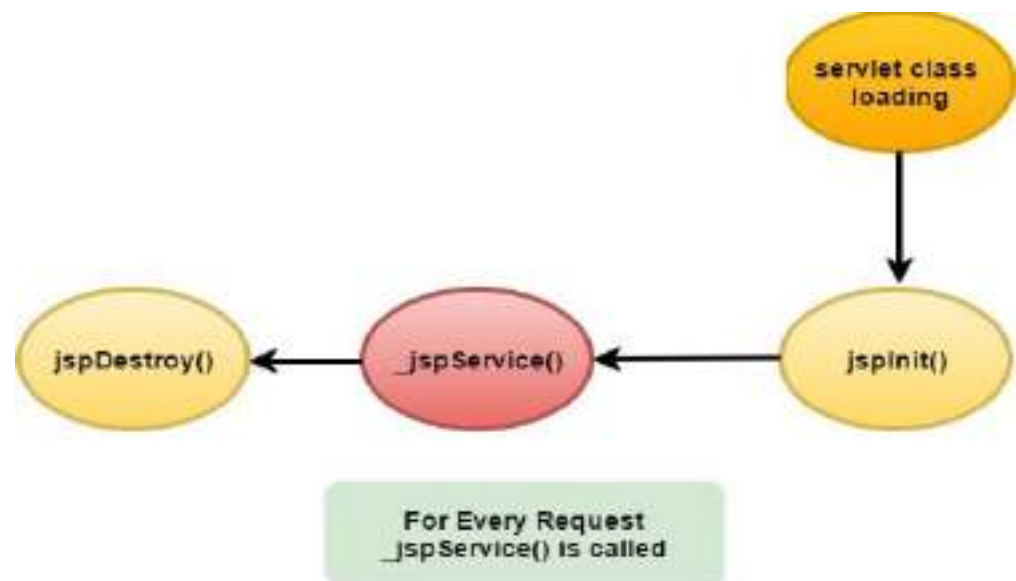 servlet class
loading
jspDestroy()
_jspService()
jspInit()
For Every Request
_jspService() is called